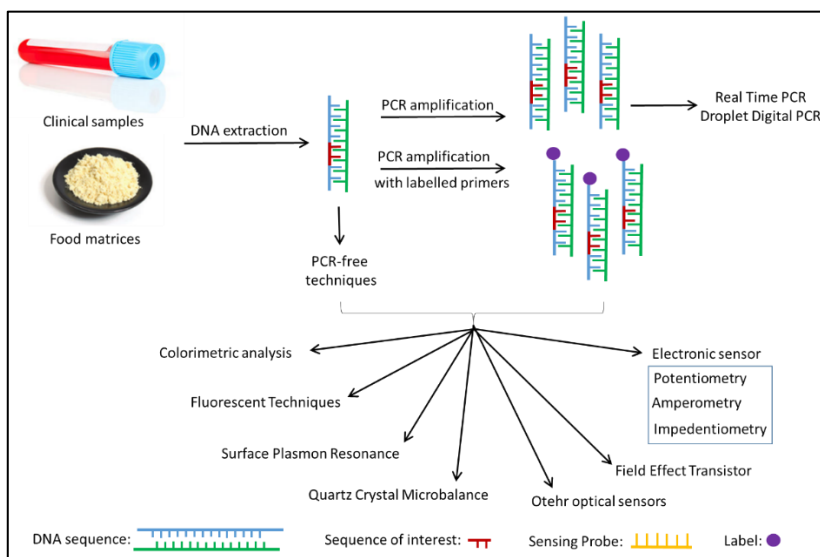 Clinical samples
Food matrices
DNA extraction
PCR amplification
PCR amplification
with labelled primers
Real Time PCR
Droplet Digital PCR
PCR-free
techniques
Colorimetric analysis
Fluorescent Techniques
Surface Plasmon Resonance
Quartz Crystal Microbalance
Otehr optical sensors
Field Effect Transistor
Electronic sensor
Potentiometry
Amperometry
Impedentiometry
DNA sequence:
Sequence of interest:
Sensing Probe:
Label: